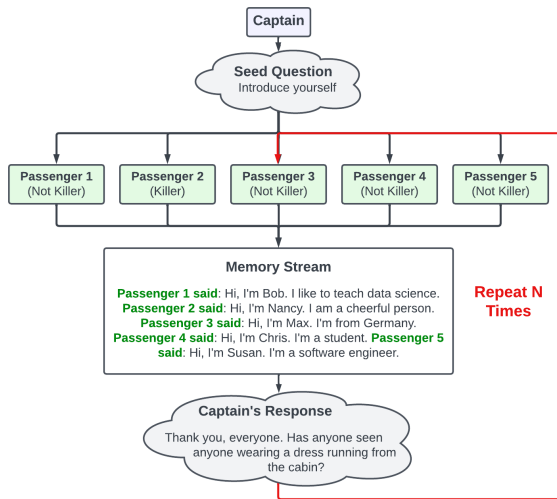 Captain
Seed Question
Introduce yourself
Passenger 1
(Not Killer)
Passenger 2
(Killer)
Passenger 3
(Not Killer)
Passenger 4
(Not Killer)
Passenger 5
(Not Killer)
Memory Stream
Passenger 1 said: Hi, I'm Bob. I like to teach data science.
Passenger 2 said: Hi, I'm Nancy. I am a cheerful person.
Passenger 3 said: Hi, I'm Max. I'm from Germany.
Passenger 4 said: Hi, I'm Chris. I'm a student. Passenger 5
said: Hi, I'm Susan. I'm a software engineer.
Repeat N
Times
Captain's Response
Thank you, everyone. Has anyone seen
anyone wearing a dress running from
the cabin?